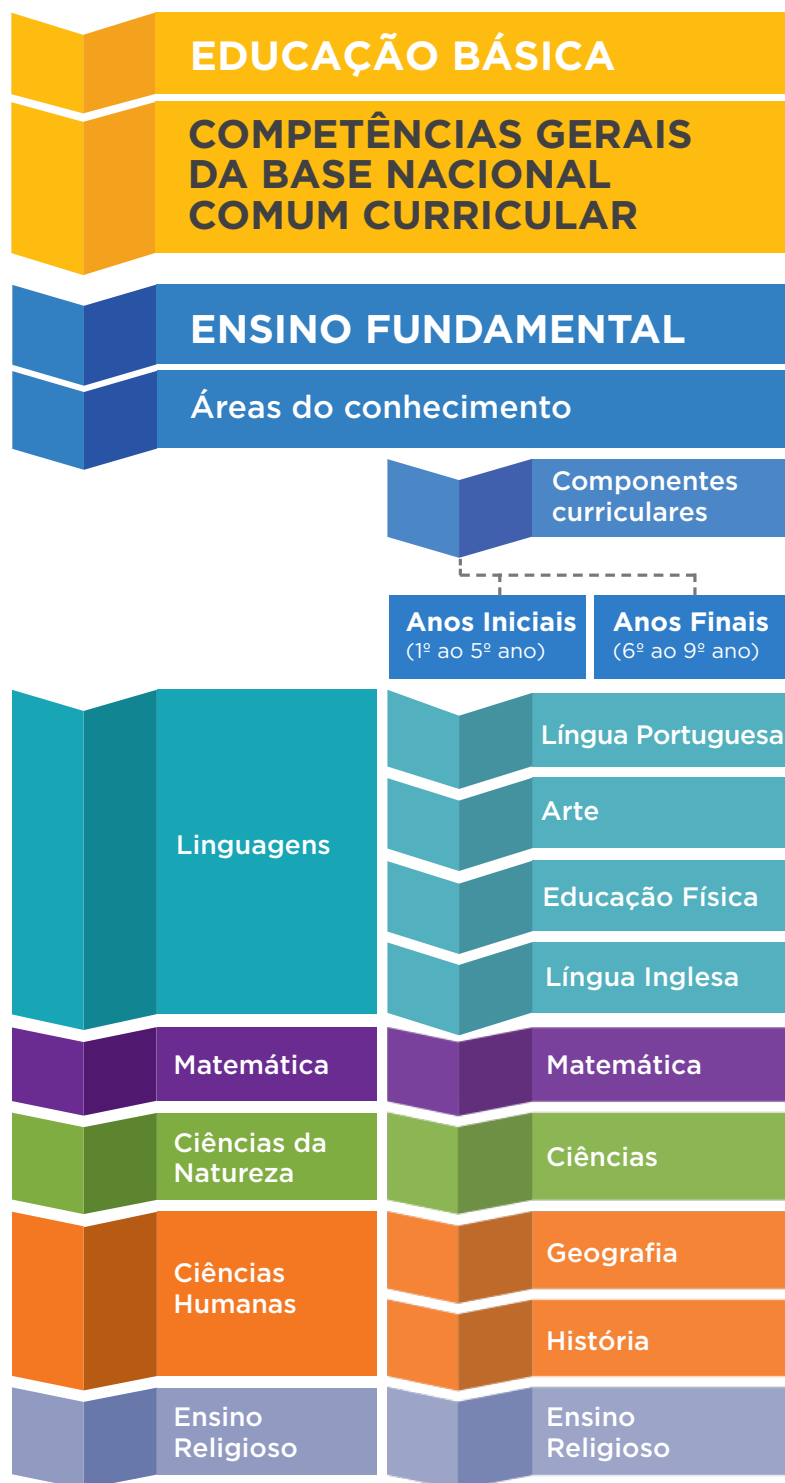 EDUCAÇÃO BÁSICA
COMPETÊNCIAS GERAIS
DA BASE NACIONAL
COMUM CURRICULAR
ENSINO FUNDAMENTAL
Áreas do conhecimento
Componentes
curriculares
Anos Iniciais
(1º ao 5º ano)
Anos Finais
(6º ao 9º ano)
Linguagens
Língua Portuguesa
Arte
Educação Física
Língua Inglesa
Matemática
Matemática
Ciências da
Natureza
Ciências
Ciências
Humanas
Geografia
História
Ensino
Religioso
Ensino
Religioso